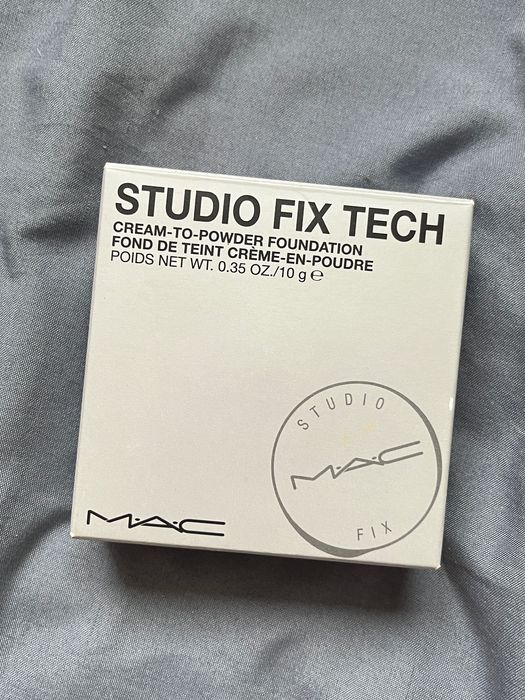 STUDIO FIX TECH
CREAM-TO-POWDER FOUNDATION
FOND DE TEINT CRÈME-EN-POUDRE
POIDS NET WT. 0.35 OZ./10 g ℮
STUDIO
M·A·C
FIX
M·A·C